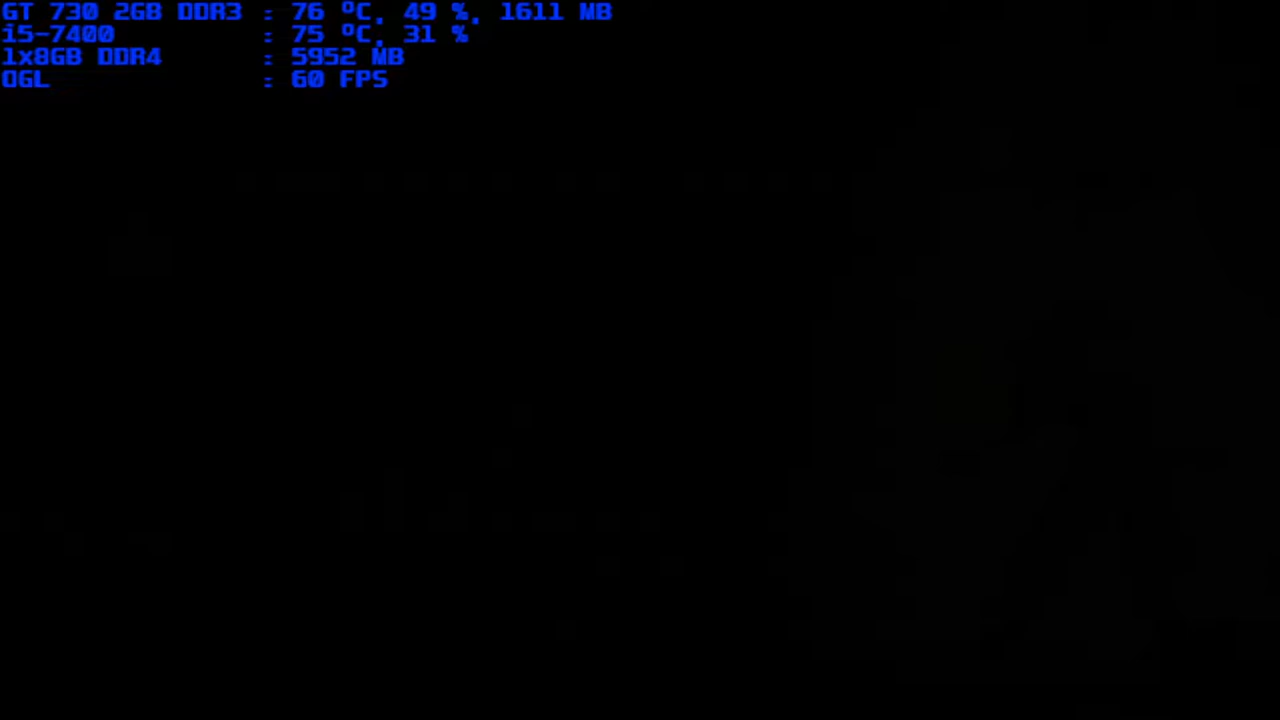 GT 730 2GB DDR3 : 76 ºC, 49 %, 1611 MB
i5-7400 : 75 ºC, 31 %
1x8GB DDR4 : 5952 MB
OGL : 60 FPS